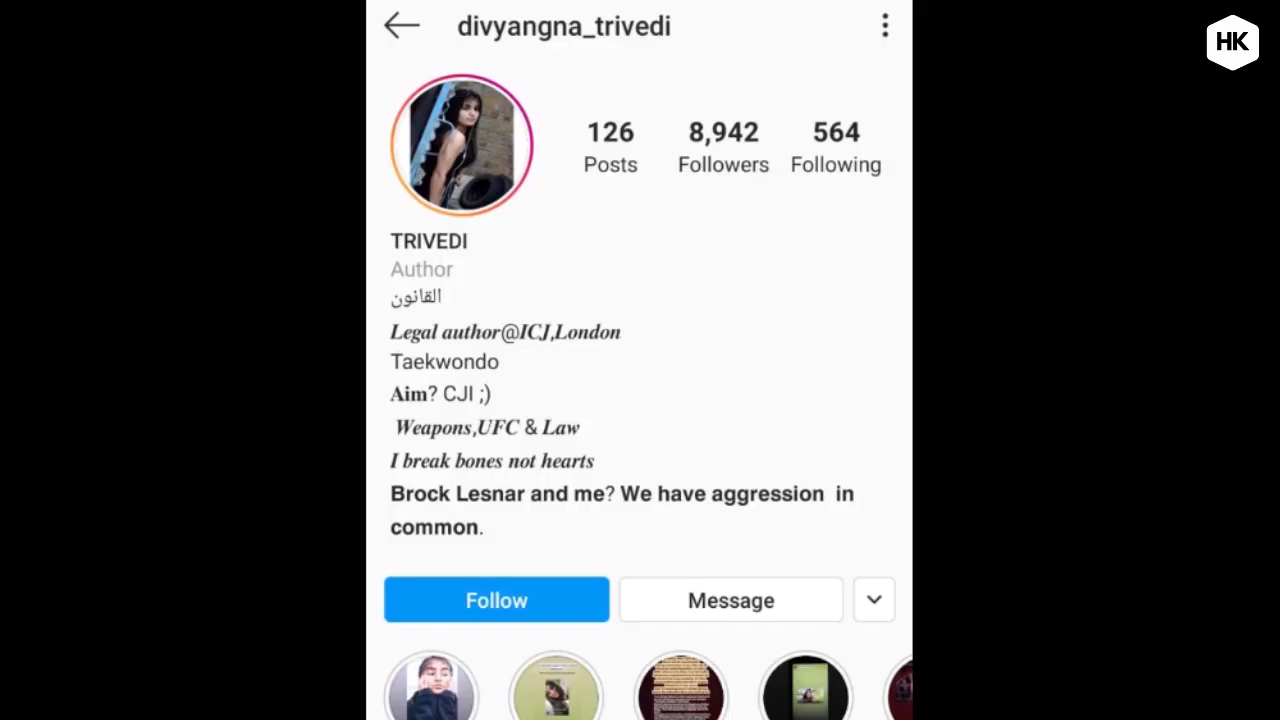 divyangna_trivedi
HK
126 8,942 564
Posts Followers Following
TRIVEDI
Author
القانون
Legal author@ICJ,London
Taekwondo
Aim? CJI ;)
Weapons,UFC & Law
I break bones not hearts
Brock Lesnar and me? We have aggression in
common.
Follow Message